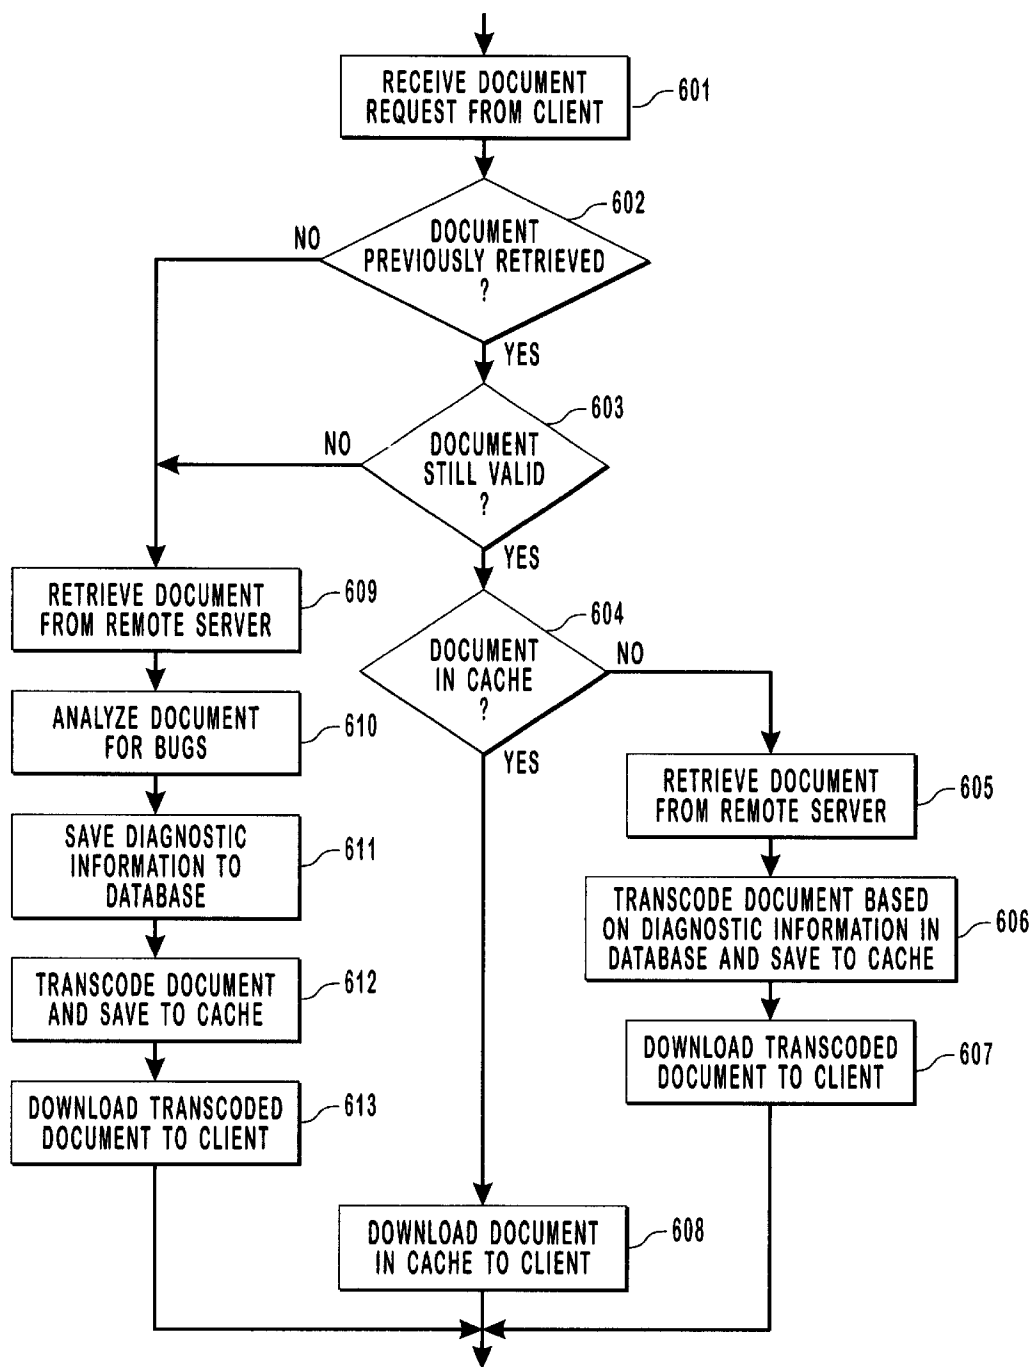 RECEIVE DOCUMENT
REQUEST FROM CLIENT
601
602
DOCUMENT
PREVIOUSLY RETRIEVED
?
NO
YES
603
DOCUMENT
STILL VALID
?
NO
YES
604
DOCUMENT
IN CACHE
?
NO
YES
RETRIEVE DOCUMENT
FROM REMOTE SERVER
609
ANALYZE DOCUMENT
FOR BUGS
610
SAVE DIAGNOSTIC
INFORMATION TO
DATABASE
611
TRANSCODE DOCUMENT
AND SAVE TO CACHE
612
DOWNLOAD TRANSCODED
DOCUMENT TO CLIENT
613
RETRIEVE DOCUMENT
FROM REMOTE SERVER
605
TRANSCODE DOCUMENT BASED
ON DIAGNOSTIC INFORMATION IN
DATABASE AND SAVE TO CACHE
606
DOWNLOAD TRANSCODED
DOCUMENT TO CLIENT
607
DOWNLOAD DOCUMENT
IN CACHE TO CLIENT
608